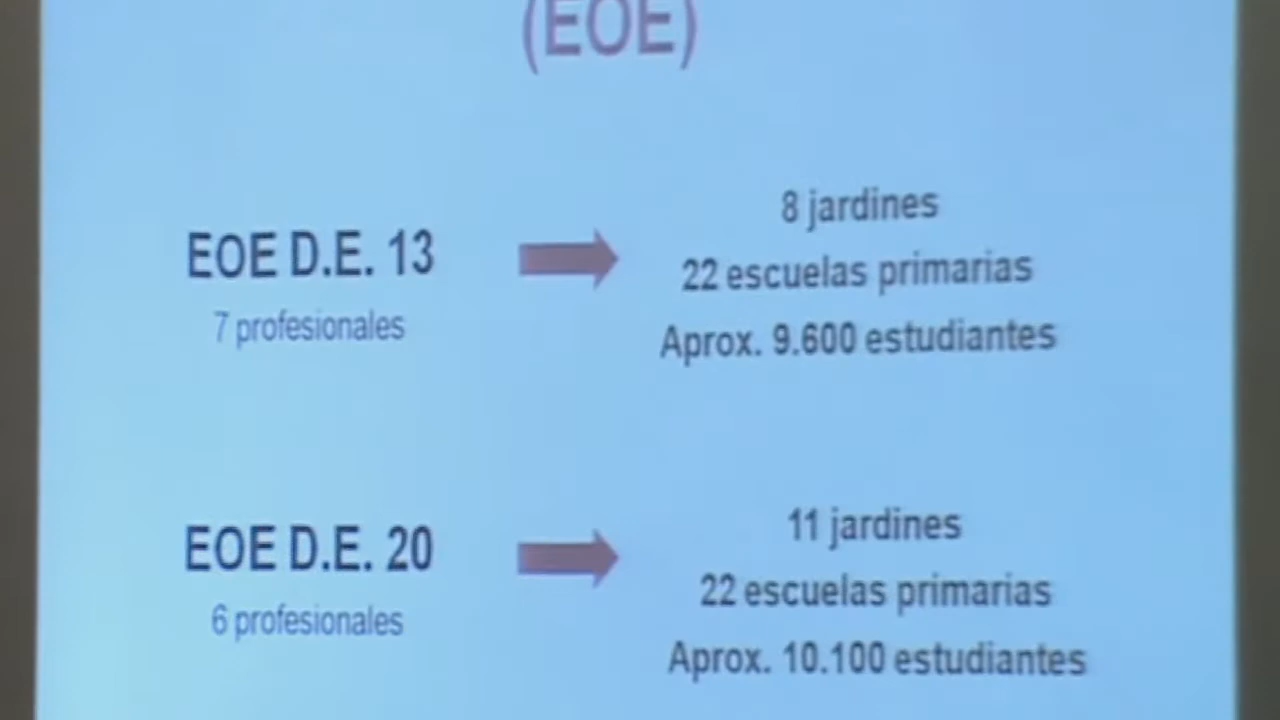 (EOE)
EOE D.E. 13
7 profesionales
8 jardines
22 escuelas primarias
Aprox. 9.600 estudiantes
EOE D.E. 20
6 profesionales
11 jardines
22 escuelas primarias
Aprox. 10.100 estudiantes